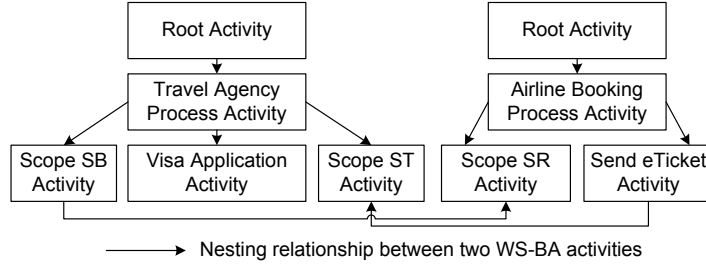 Root Activity
Root Activity
Travel Agency
Process Activity
Airline Booking
Process Activity
Scope SB
Activity
Visa Application
Activity
Scope ST
Activity
Scope SR
Activity
Send eTicket
Activity
Nesting relationship between two WS-BA activities